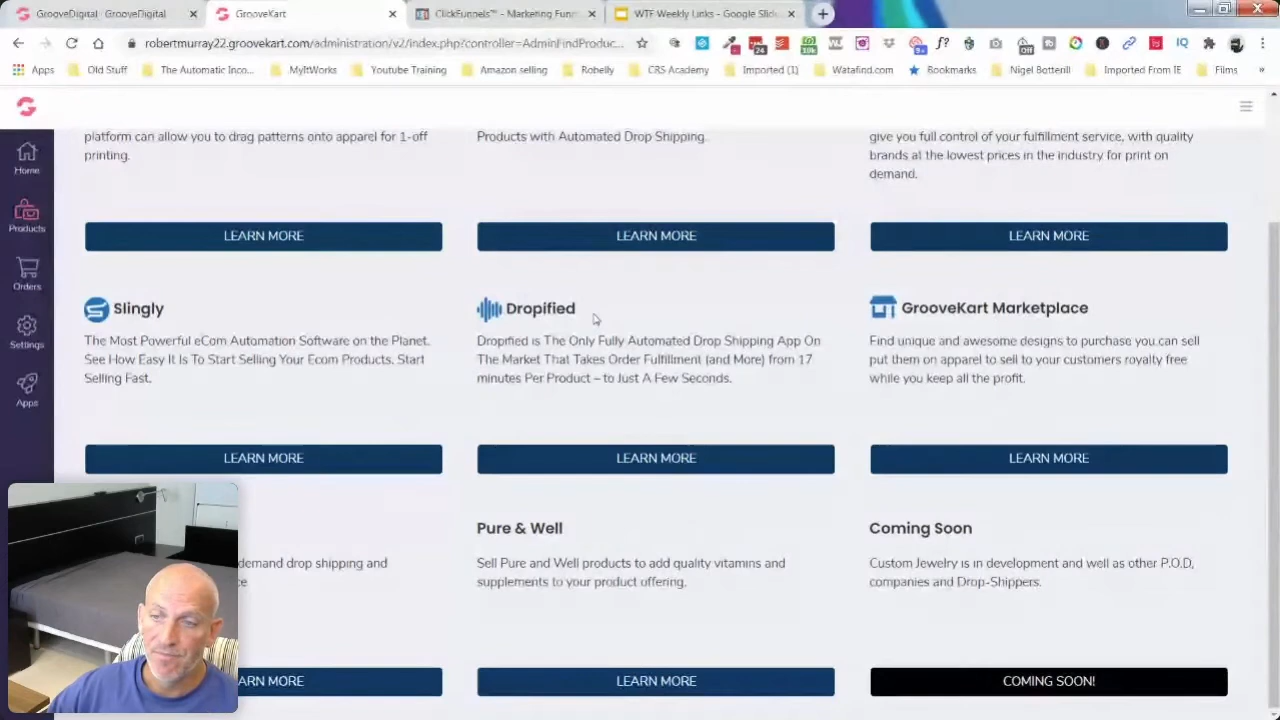 GrooveDigital · GrooveDigital
GrooveKart
ClickFunnels™ - Marketing Funn
WTF Weekly Links - Google Slide
robertmurray22.groovekart.com/administration/v2/index.php?controller=AdminFindProduc...
Apps
Old Stuff
The Automatic Inco...
MyItWorks
Youtube Training
Amazon selling
Robelly
CRS Academy
Imported (1)
Watafind.com
Bookmarks
Nigel Botterill
Imported From IE
Films
»
Home
Products
Orders
Settings
Apps
platform can allow you to drag patterns onto apparel for 1-off
printing.
LEARN MORE
Products with Automated Drop Shipping.
LEARN MORE
give you full control of your fulfillment service, with quality
brands at the lowest prices in the industry for print on
demand.
LEARN MORE
Slingly
The Most Powerful eCom Automation Software on the Planet.
See How Easy It Is To Start Selling Your Ecom Products. Start
Selling Fast.
LEARN MORE
Dropified
Dropified is The Only Fully Automated Drop Shipping App On
The Market That Takes Order Fulfillment (and More) from 17
minutes Per Product – to Just A Few Seconds.
LEARN MORE
GrooveKart Marketplace
Find unique and awesome designs to purchase you can sell
put them on apparel to sell to your customers royalty free
while you keep all the profit.
LEARN MORE
demand drop shipping and
ARN MORE
Pure & Well
Sell Pure and Well products to add quality vitamins and
supplements to your product offering.
LEARN MORE
Coming Soon
Custom Jewelry is in development and well as other P.O.D,
companies and Drop-Shippers.
COMING SOON!